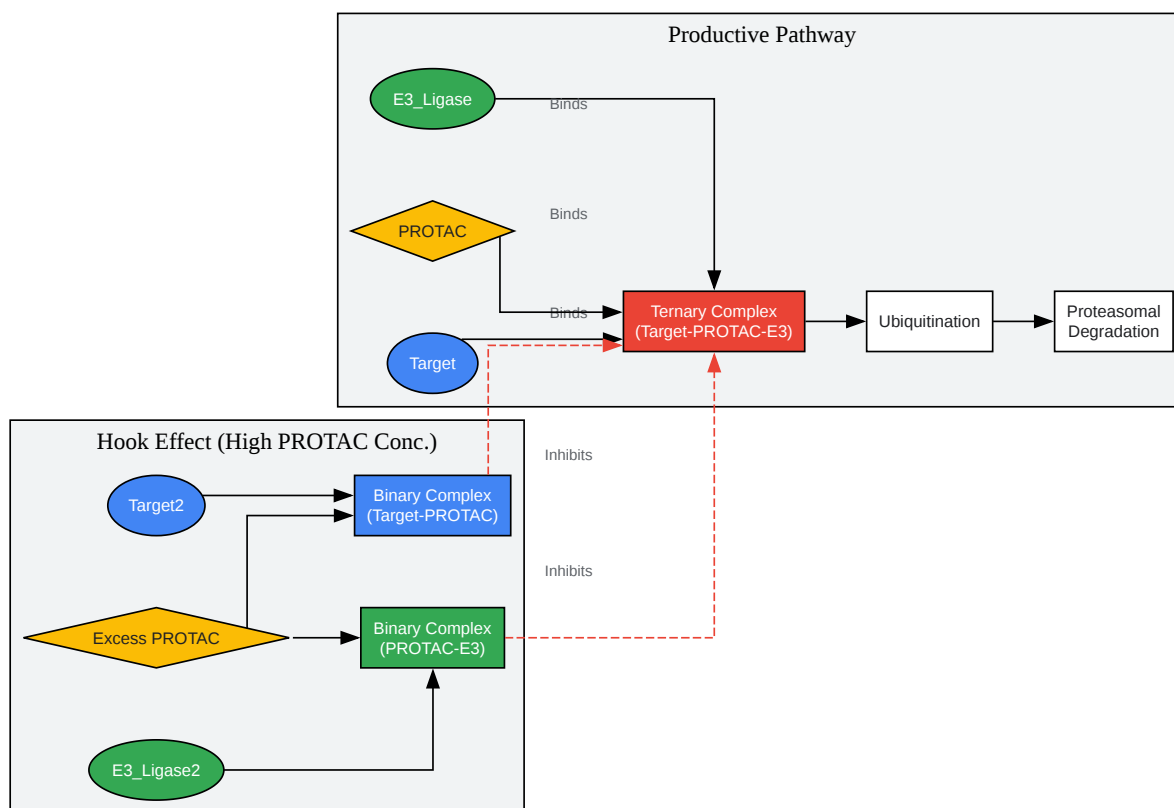 Productive Pathway
E3_Ligase
Binds
PROTAC
Binds
Binds
Ternary Complex
(Target-PROTAC-E3)
Ubiquitination
Proteasomal
Degradation
Target
Hook Effect (High PROTAC Conc.)
Inhibits
Target2
Binary Complex
(Target-PROTAC)
Inhibits
Excess PROTAC
Binary Complex
(PROTAC-E3)
E3_Ligase2